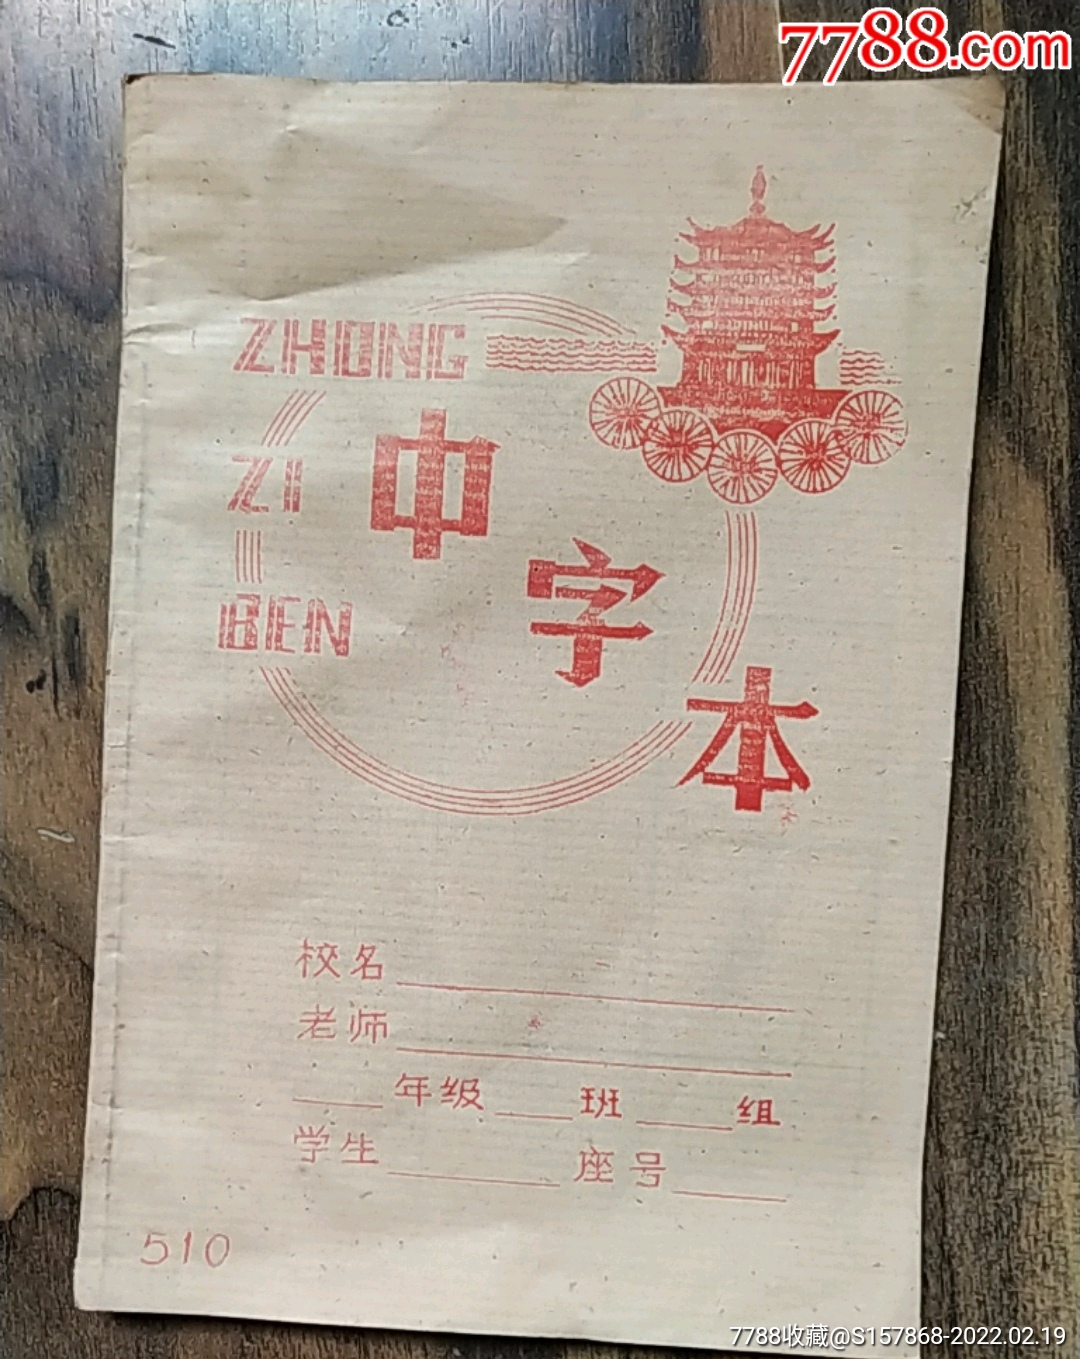 7788.com
ZHONG
ZI
BEN
中
字
本
校名
老师
年级 班 组
学生 座号
510
7788收藏@S157868-2022.02.19